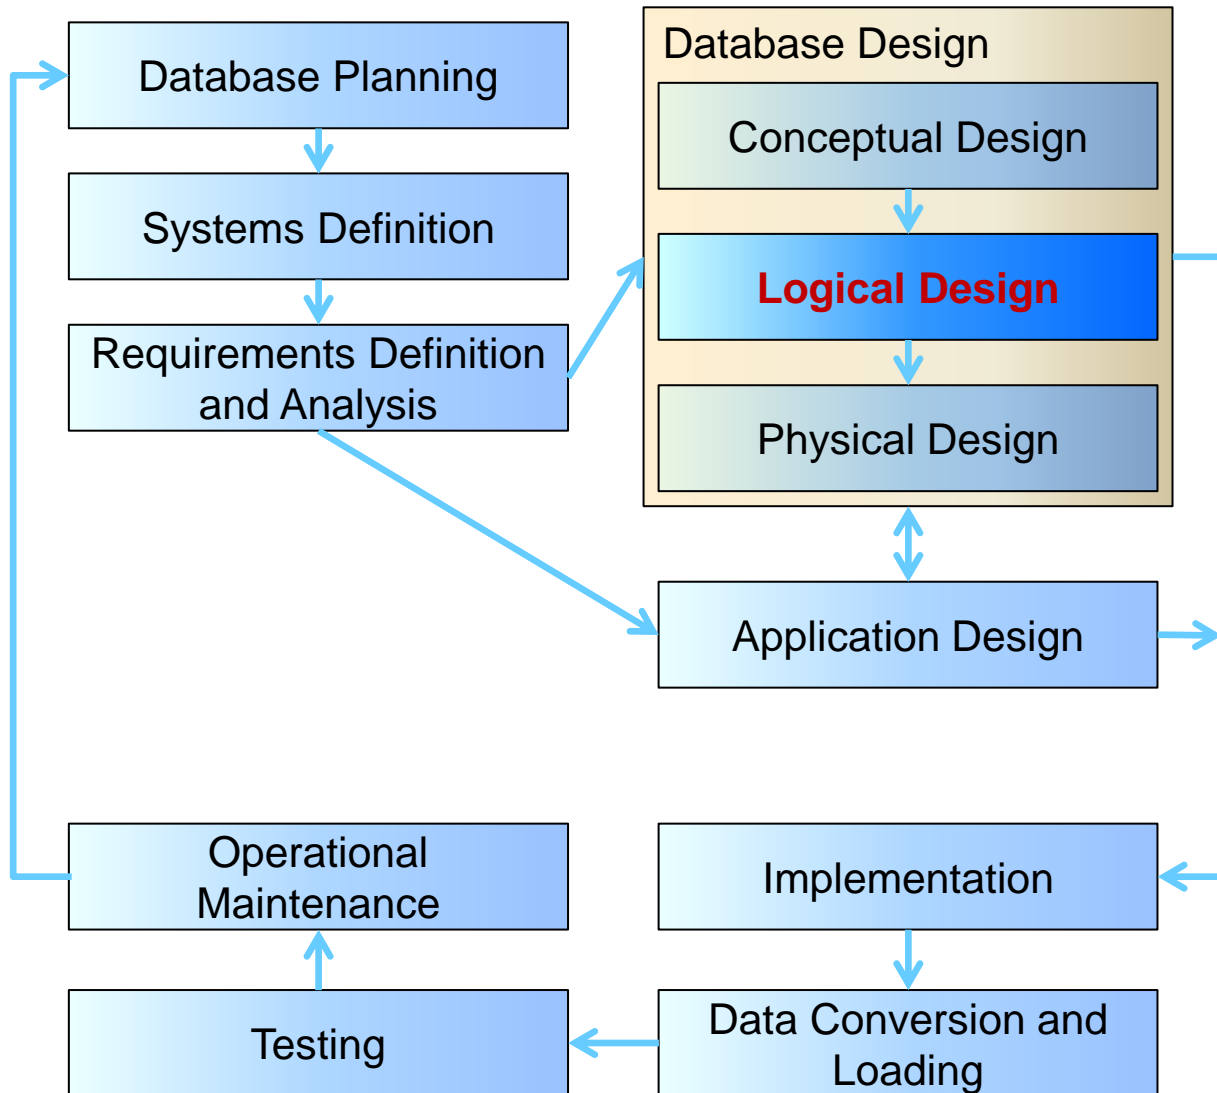 Database Planning
Systems Definition
Requirements Definition
and Analysis
Database Design
Conceptual Design
Logical Design
Physical Design
Application Design
Operational
Maintenance
Implementation
Testing
Data Conversion and
Loading